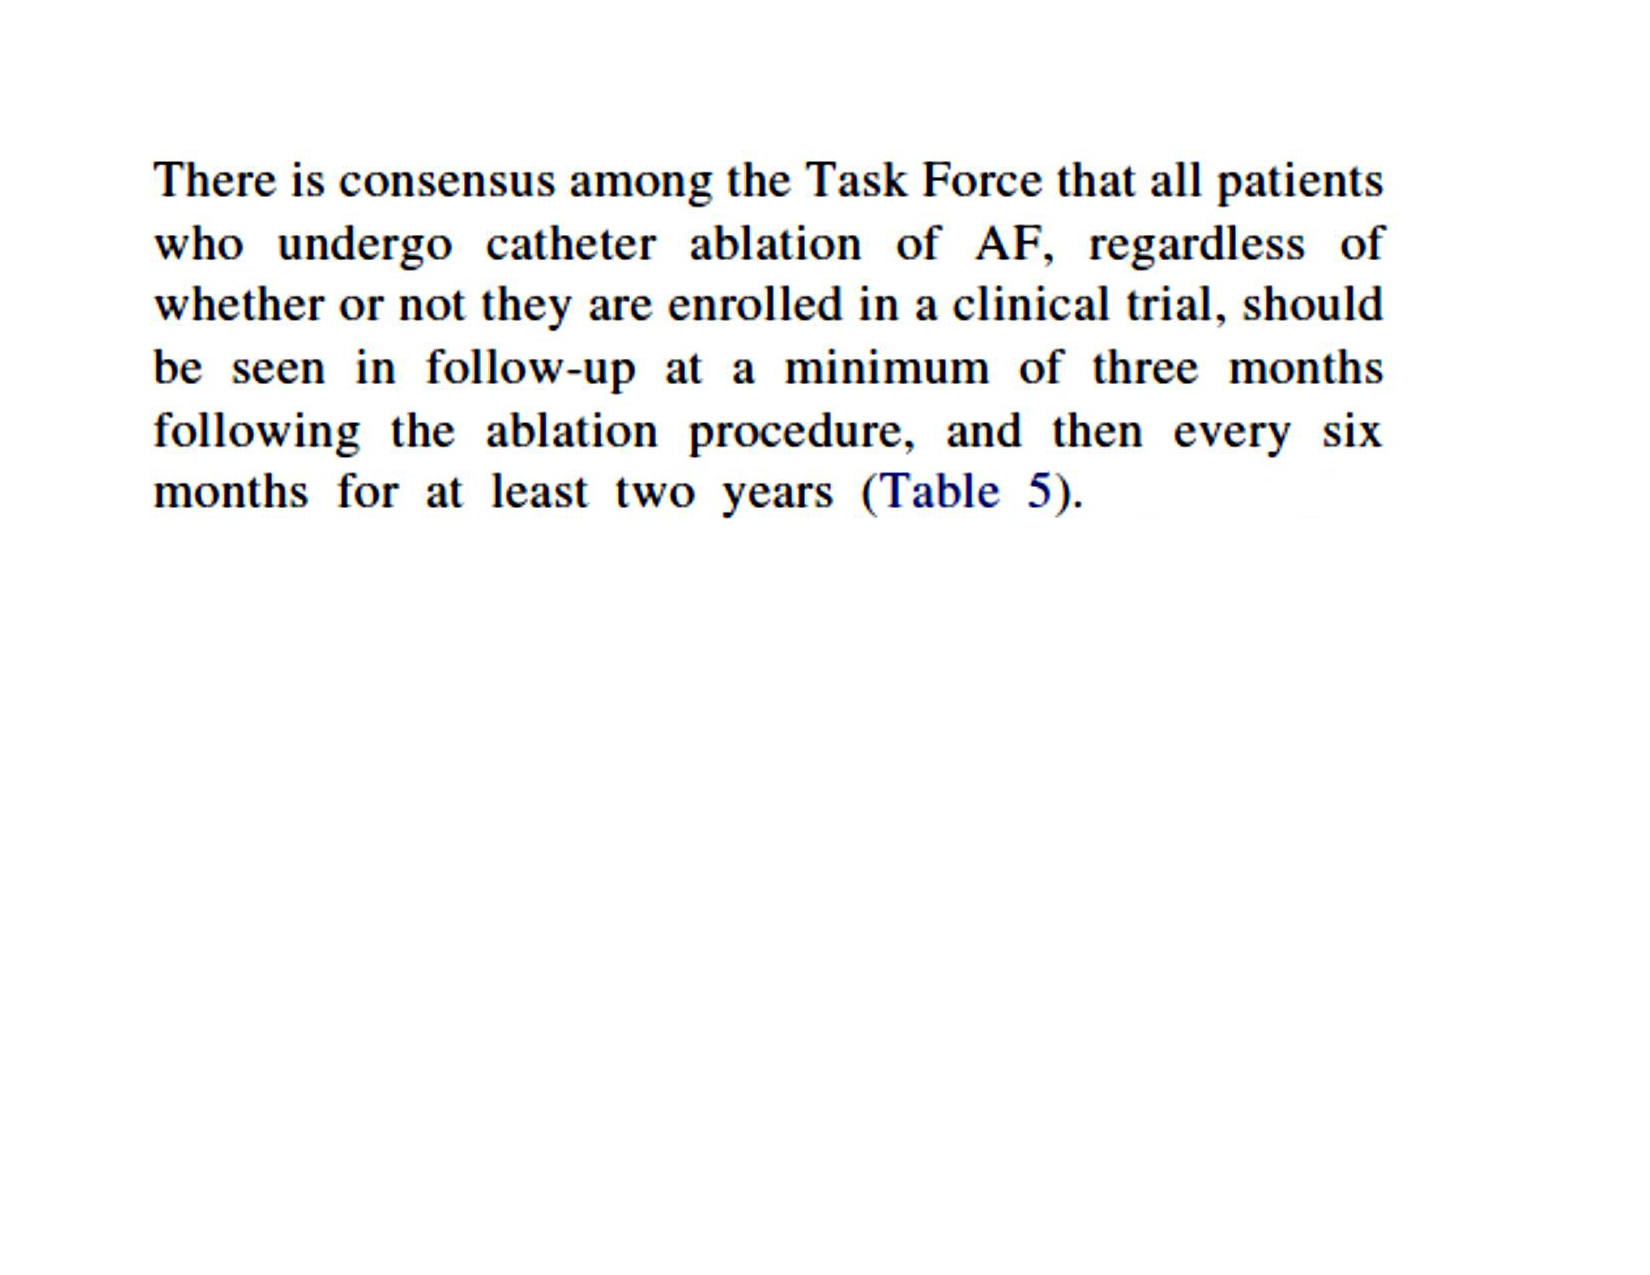 There is consensus among the Task Force that all patients
who undergo catheter ablation of AF, regardless of
whether or not they are enrolled in a clinical trial, should
be seen in follow-up at a minimum of three months
following the ablation procedure, and then every six
months for at least two years (Table 5).